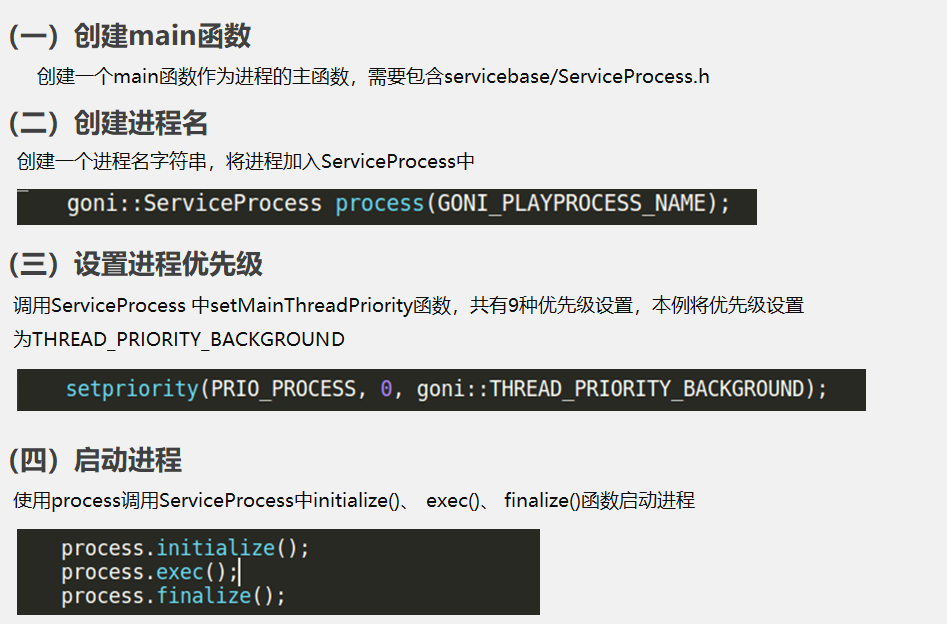 (一）创建main函数
创建一个main函数作为进程的主函数，需要包含servicebase/ServiceProcess.h
(二）创建进程名
创建一个进程名字符串，将进程加入ServiceProcess中
goni::ServiceProcess process(GONI_PLAYPROCESS_NAME);
(三）设置进程优先级
调用ServiceProcess 中setMainThreadPriority函数，共有9种优先级设置，本例将优先级设置
为THREAD_PRIORITY_BACKGROUND
setpriority(PRIO_PROCESS, 0, goni::THREAD_PRIORITY_BACKGROUND);
(四）启动进程
使用process调用ServiceProcess中initialize()、 exec()、 finalize()函数启动进程
process.initialize();
process.exec();
process.finalize();